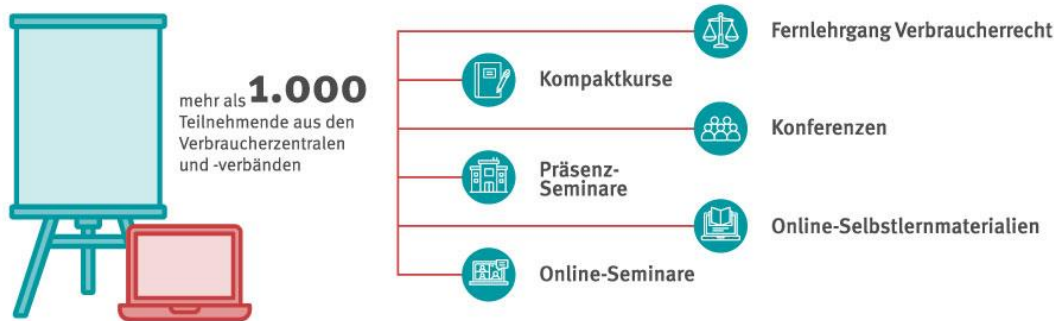 mehr als 1.000
Teilnehmende aus den
Verbraucherzentralen
und -verbänden
Fernlehrgang Verbraucherrecht
Kompaktkurse
Konferenzen
Präsenz-
Seminare
Online-Selbstlernmaterialien
Online-Seminare